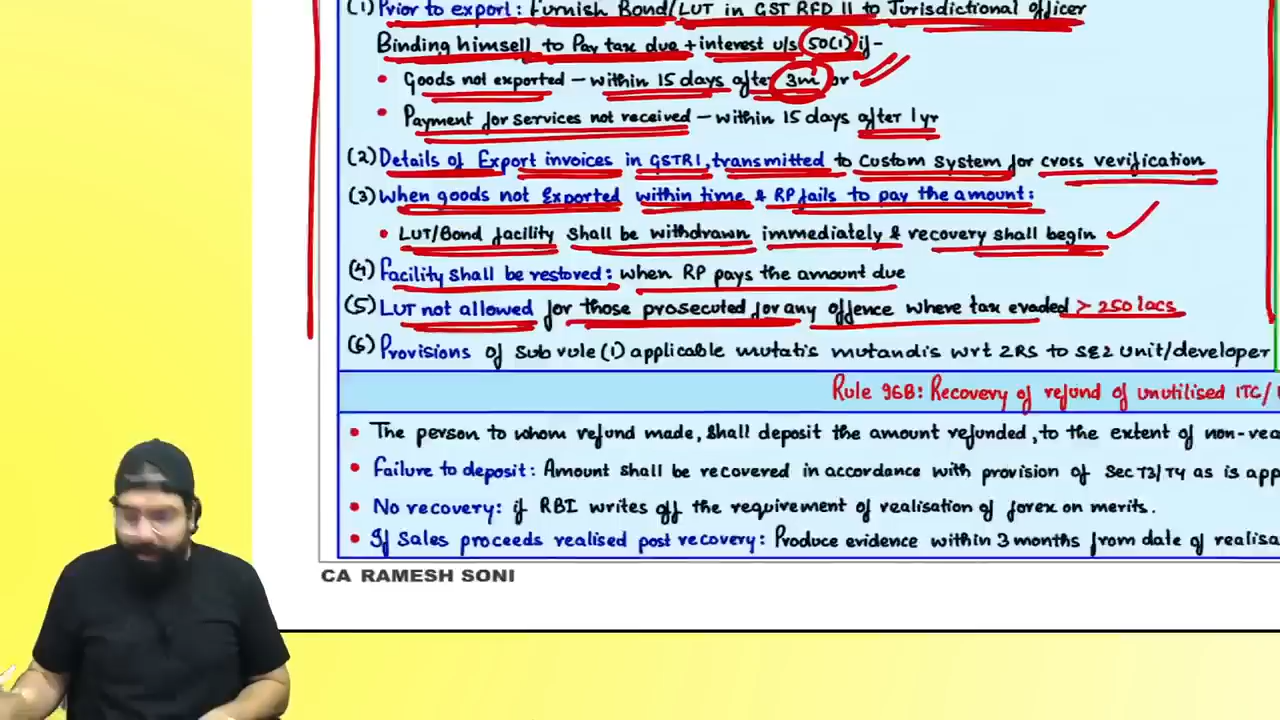 (1) Prior to export: Furnish Bond/LUT in GST RFD 11 to Jurisdictional officer
Binding himself to Pay tax due + interest u/s 50(1) if -
• Goods not exported – within 15 days after 3m or
• Payment for services not received – within 15 days after 1 yr
(2) Details of Export invoices in GSTR1, transmitted to Custom System for cross verification
(3) When goods not Exported within time & RP fails to pay the amount:
• LUT/Bond facility shall be withdrawn immediately & recovery shall begin
(4) Facility shall be restored: when RP pays the amount due
(5) LUT not allowed for those prosecuted for any offence where tax evaded > 250 lacs
(6) Provisions of Sub rule (1) applicable mutatis mutandis wrt ZRS to SEZ Unit/developer
Rule 96B: Recovery of refund of unutilised ITC/
• The person to whom refund made, shall deposit the amount refunded, to the extent of non-rea
• Failure to deposit: Amount shall be recovered in accordance with provision of Sec 73/74 as is app
• No recovery: if RBI writes off the requirement of realisation of forex on merits.
• If Sales proceeds realised post recovery: Produce evidence within 3 months from date of realisa
CA RAMESH SONI